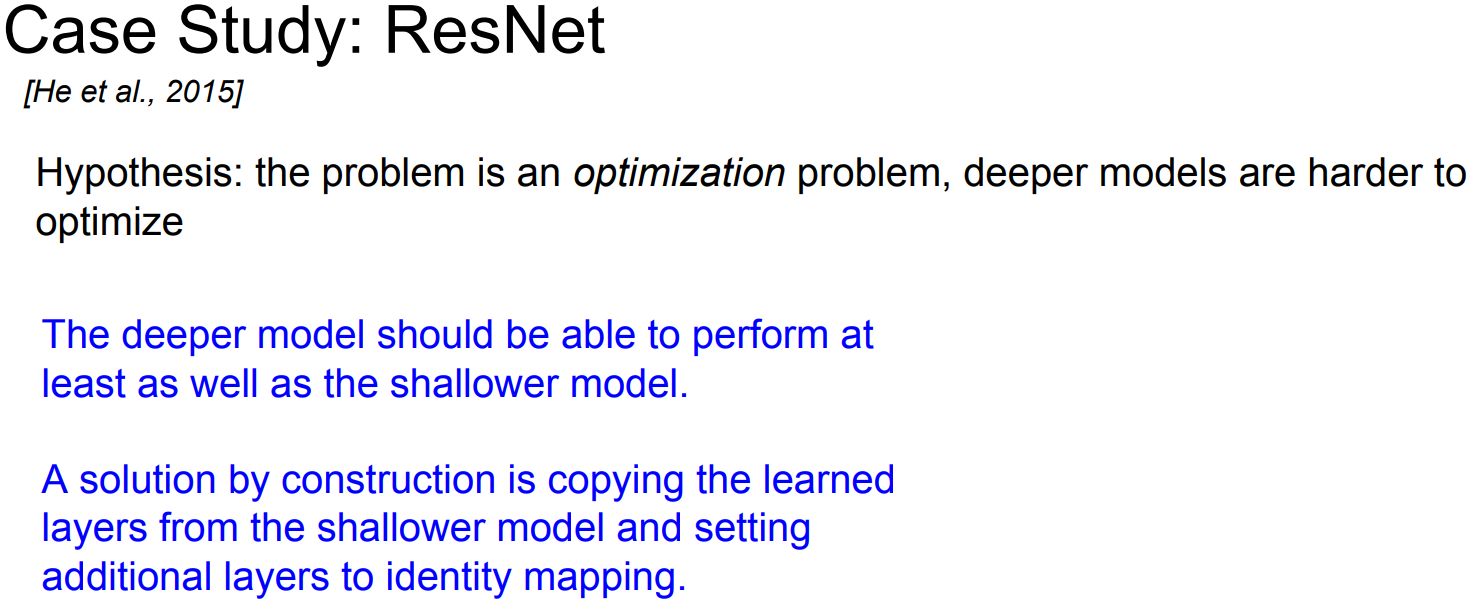 Case Study: ResNet
[He et al., 2015]
Hypothesis: the problem is an optimization problem, deeper models are harder to
optimize
The deeper model should be able to perform at
least as well as the shallower model.
A solution by construction is copying the learned
layers from the shallower model and setting
additional layers to identity mapping.